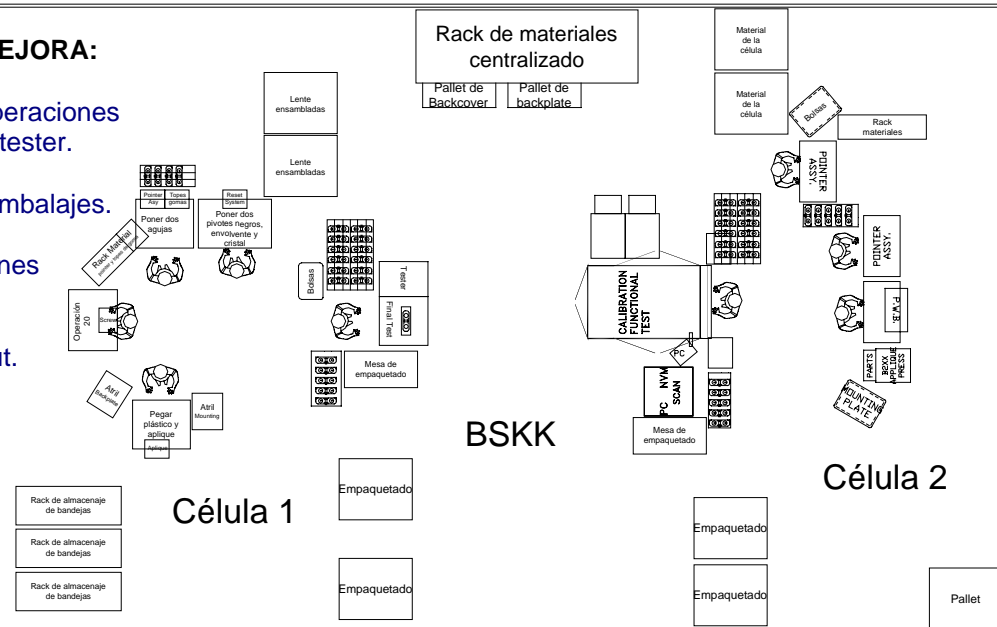 EJORA:
peraciones
tester.
mbalajes.
nes
ut.
Rack de materiales
centralizado
Pallet de
Backcover
Pallet de
backplate
Material
de la
célula
Material
de la
célula
Bolsas
Rack
materiales
Lente
ensambladas
Lente
ensambladas
Pointer
Asy
Topes
gomas
Reset
System
Poner dos
agujas
Poner dos
pivotes negros,
envolvente y
cristal
Rack Material
Operación
20
Screw
Atril
Backplate
Pegar
plástico y
aplique
Aplique
Atril
Mounting
Bolsas
Tester
Final Test
Mesa de
empaquetado
CALIBRATION
FUNCTIONAL
TEST
PC
PC NVM
SCAN
Mesa de
empaquetado
POINTER
ASSY.
POINTER
ASSY.
P.W.B.
PARTS
B2XX
APPLIQUE
PRESS
MOUNTING
PLATE
BSKK
Célula 1
Célula 2
Rack de almacenaje
de bandejas
Rack de almacenaje
de bandejas
Rack de almacenaje
de bandejas
Empaquetado
Empaquetado
Empaquetado
Empaquetado
Pallet